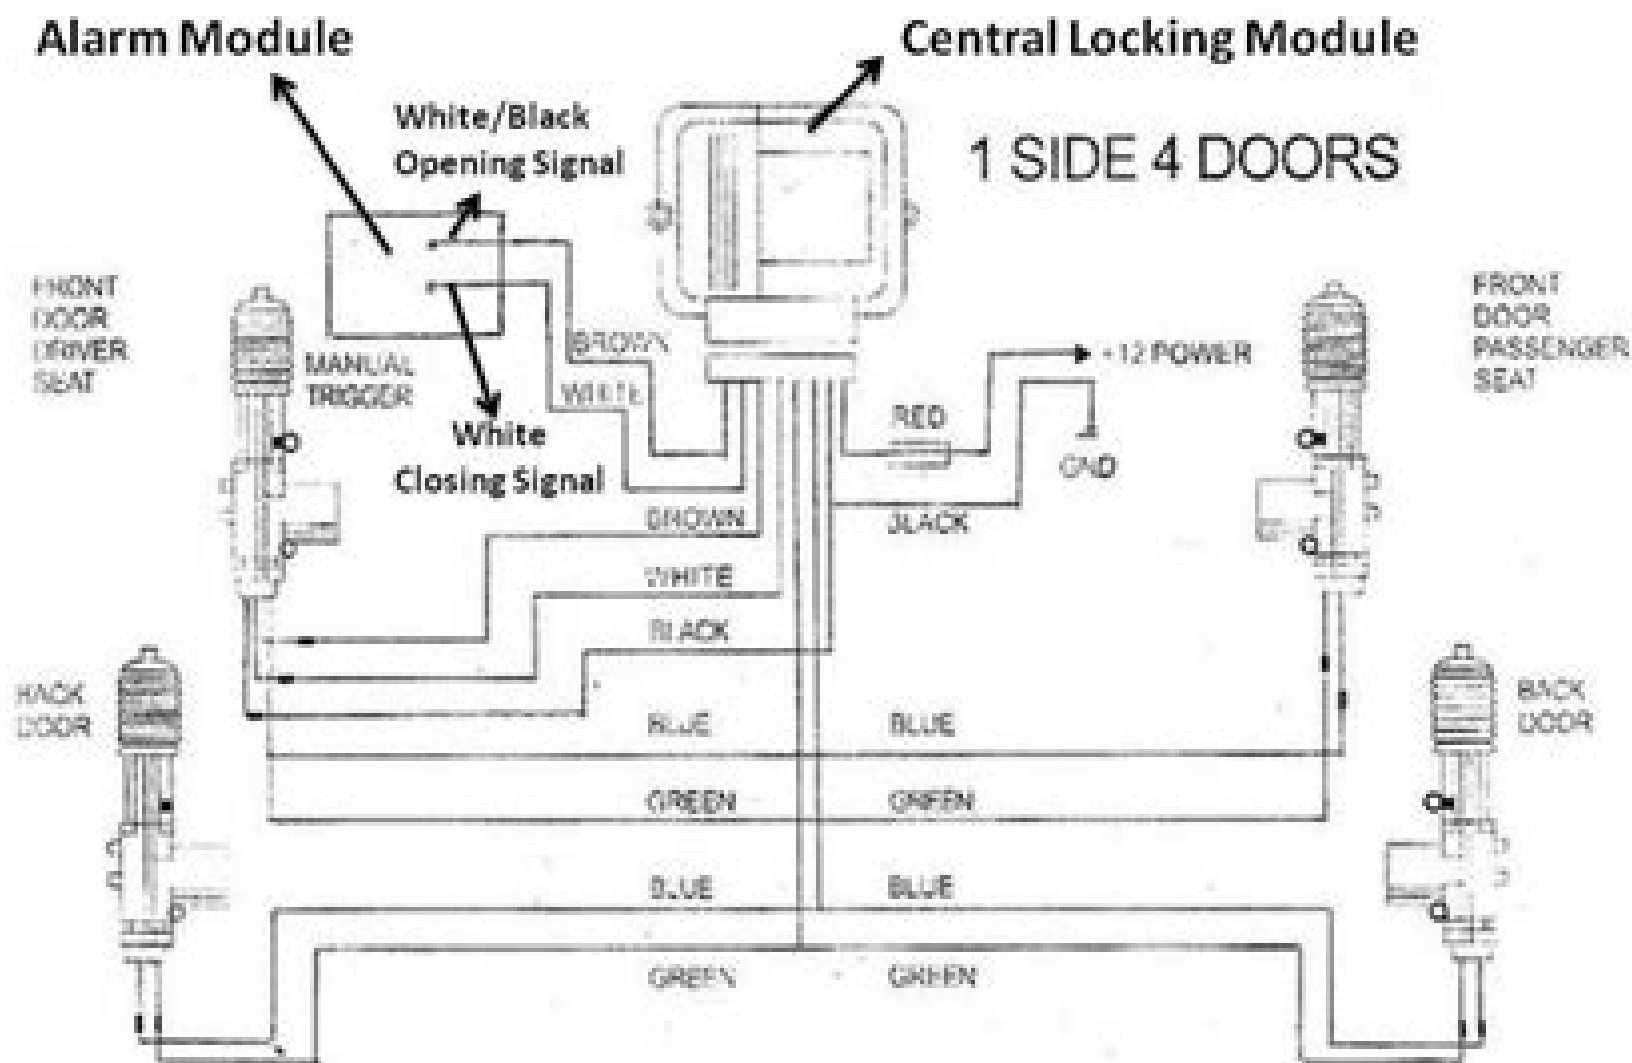 Alarm Module
Central Locking Module
White/Black
Opening Signal
1 SIDE 4 DOORS
FRONT
DOOR
DRIVER
SEAT
MANUAL
TRIGGER
BROWN
WHITE
White
Closing Signal
+12 POWER
RED
GND
FRONT
DOOR
PASSENGER
SEAT
BROWN
BLACK
WHITE
BLACK
BACK
DOOR
BLUE
BLUE
BACK
DOOR
GREEN
GREEN
BLUE
BLUE
GREEN
GREEN